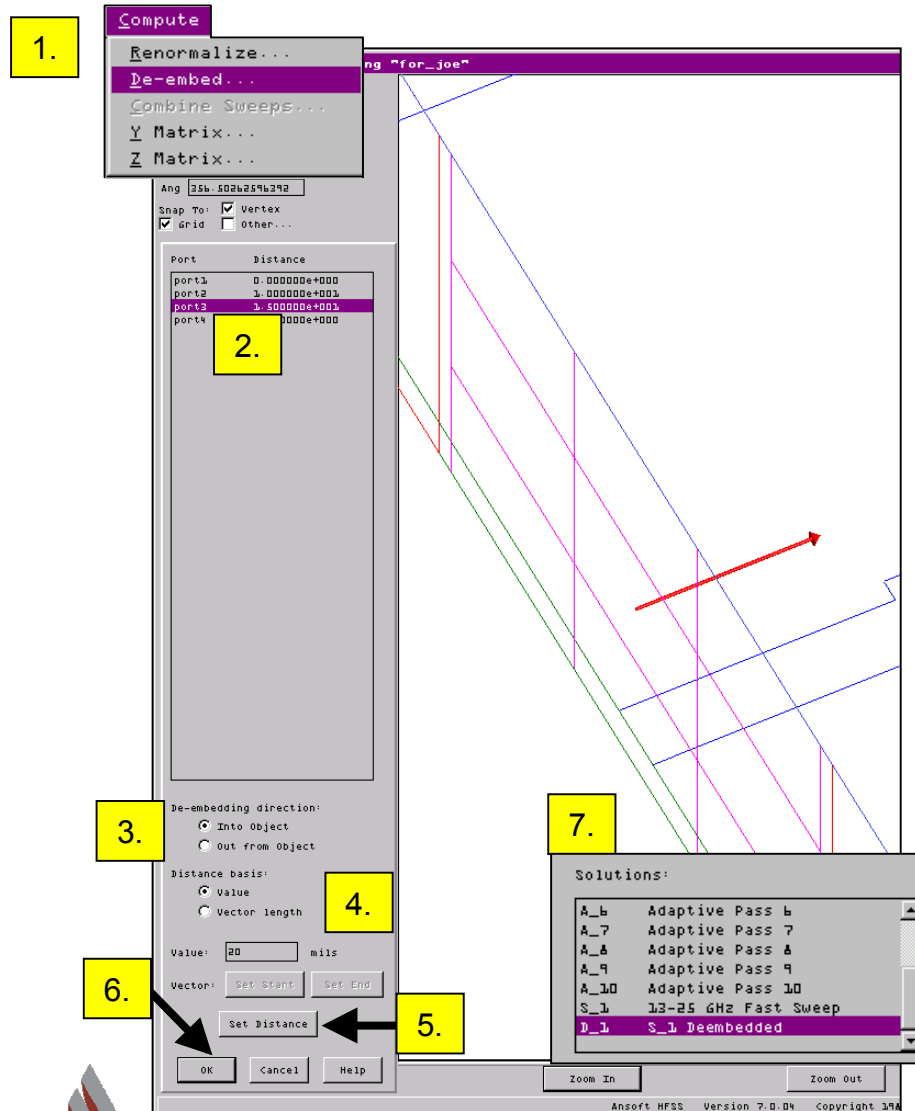 1.
Compute
Renormalize...
De-embed...
Combine Sweeps...
Y Matrix...
Z Matrix...
ng "for_joe"
Ang 356.50262596392
Snap To: Vertex
Grid Other...
Port Distance
port1 0.000000e+000
port2 1.000000e+001
port3 1.500000e+001
port4 00000e+000
2.
3.
De-embedding direction:
Into Object
Out from Object
Distance basis:
Value
Vector length
4.
Value: 20 mils
Vector: Set Start Set End
6.
Set Distance
5.
OK Cancel Help
7.
Solutions:
A_6 Adaptive Pass 6
A_7 Adaptive Pass 7
A_8 Adaptive Pass 8
A_9 Adaptive Pass 9
A_10 Adaptive Pass 10
S_1 13-25 GHz Fast Sweep
D_1 S_1 Deembedded
Zoom In Zoom Out
Ansoft HFSS Version 7.0.04 Copyright 198